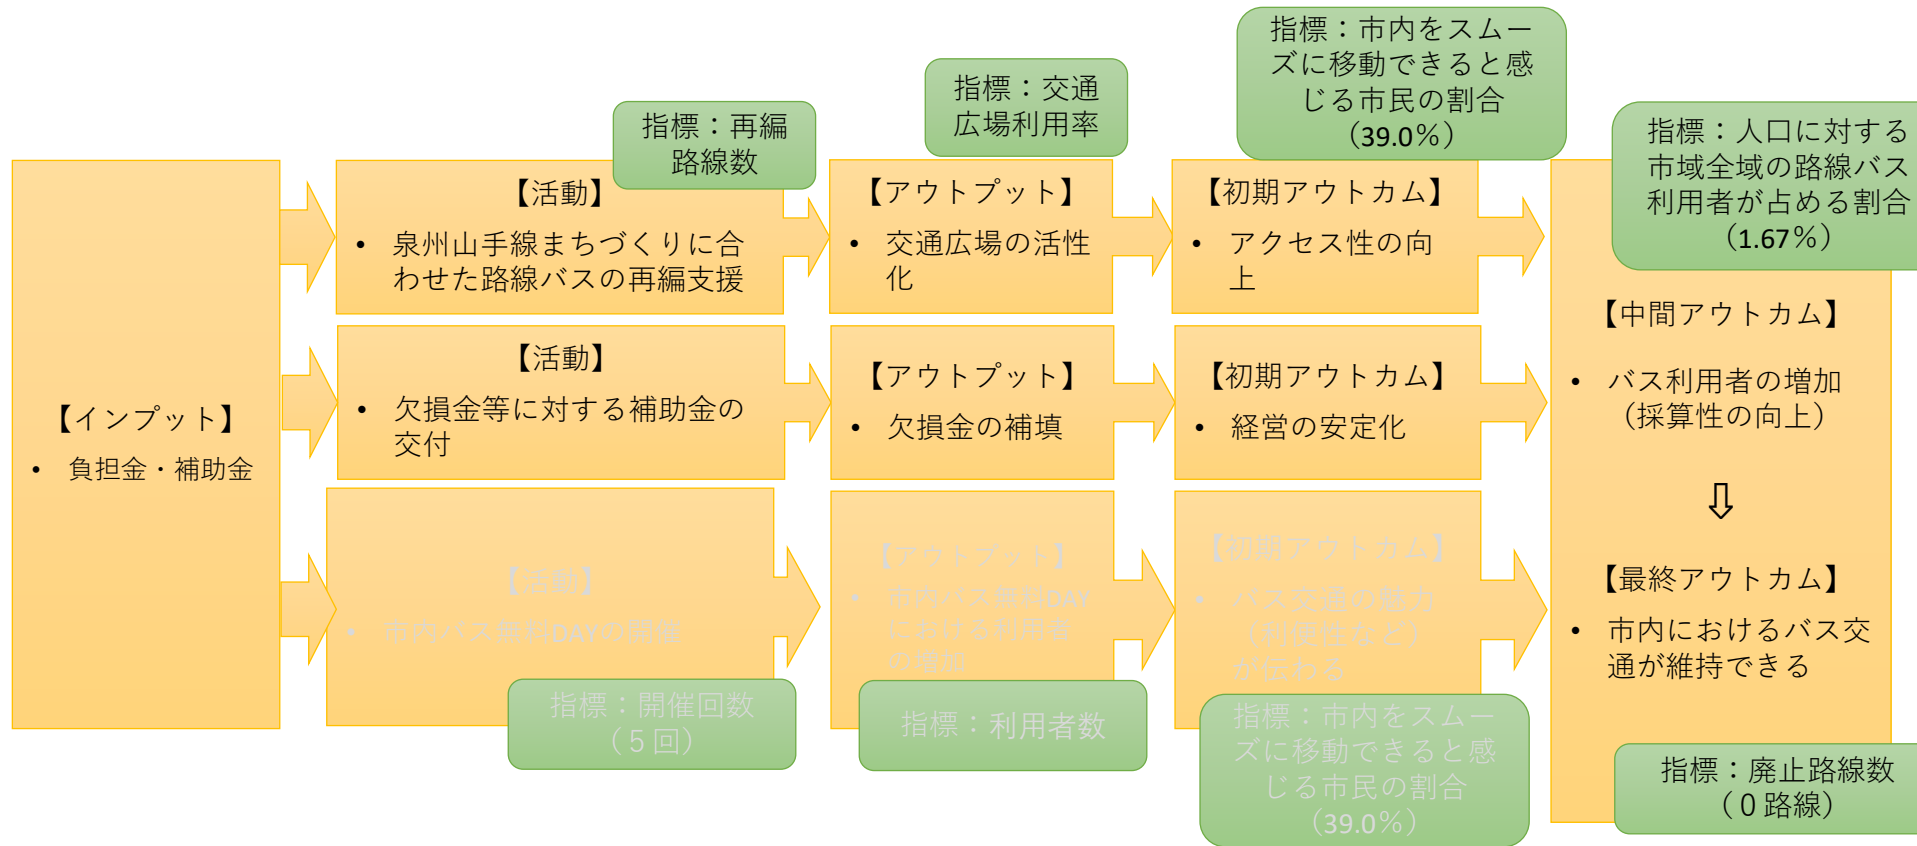 【インプット】
• 負担金・補助金
指標：再編
路線数
【活動】
• 泉州山手線まちづくりに合
わせた路線バスの再編支援
指標：交通
広場利用率
【アウトプット】
• 交通広場の活性
化
指標：市内をスムー
ズに移動できると感
じる市民の割合
（39.0％）
【初期アウトカム】
• アクセス性の向
上
【活動】
• 欠損金等に対する補助金の
交付
【アウトプット】
• 欠損金の補填
【初期アウトカム】
• 経営の安定化
【活動】
• 市内バス無料DAYの開催
指標：開催回数
（５回）
【アウトプット】
• 市内バス無料DAY
における利用者
の増加
指標：利用者数
【初期アウトカム】
• バス交通の魅力
（利便性など）
が伝わる
指標：市内をスムー
ズに移動できると感
じる市民の割合
（39.0％）
指標：人口に対する
市域全域の路線バス
利用者が占める割合
（1.67％）
【中間アウトカム】
• バス利用者の増加
（採算性の向上）
⇩
【最終アウトカム】
• 市内におけるバス交
通が維持できる
指標：廃止路線数
（０路線）